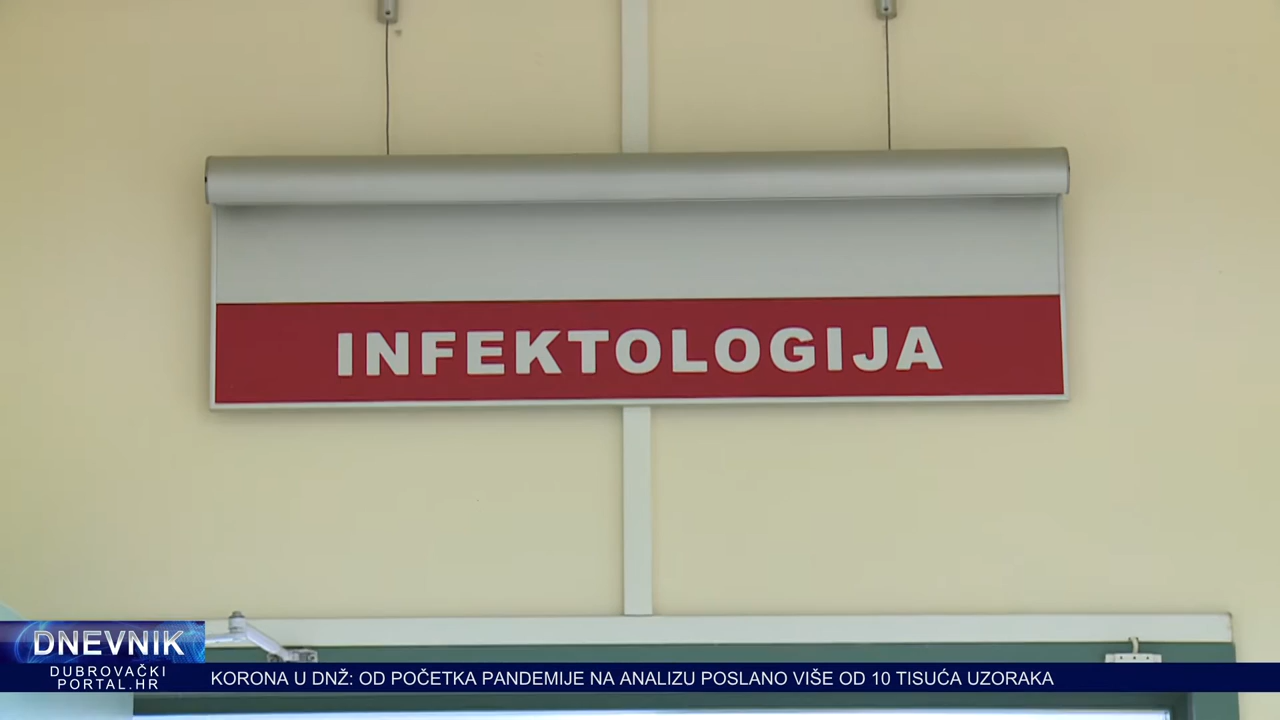 INFEKTOLOGIJA
DNEVNIK
DUBROVAČKI
PORTAL.HR
KORONA U DNŽ: OD POČETKA PANDEMIJE NA ANALIZU POSLANO VIŠE OD 10 TISUĆA UZORAKA